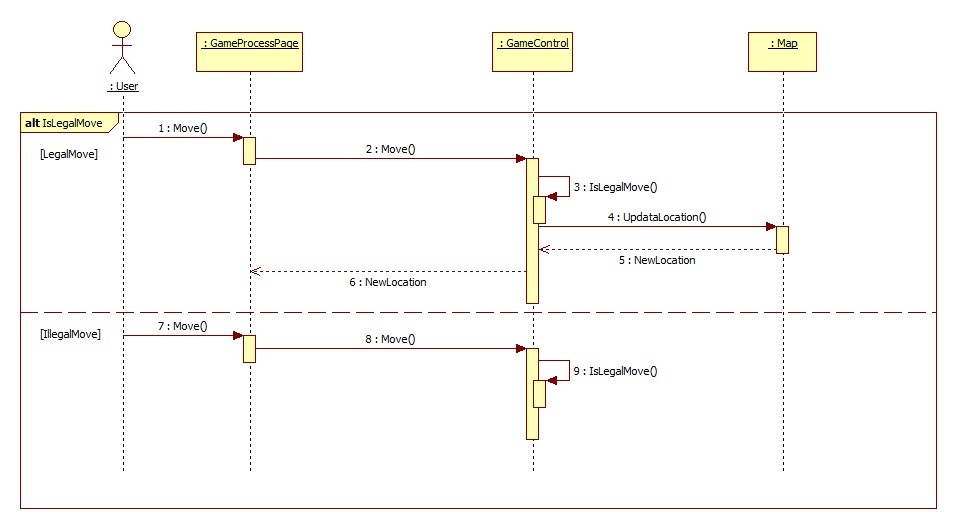 : GameProcessPage
: GameControl
: Map
: User
alt IsLegalMove
1 : Move()
[LegalMove]
2 : Move()
3 : IsLegalMove()
4 : UpdataLocation()
5 : NewLocation
6 : NewLocation
7 : Move()
[IllegalMove]
8 : Move()
9 : IsLegalMove()